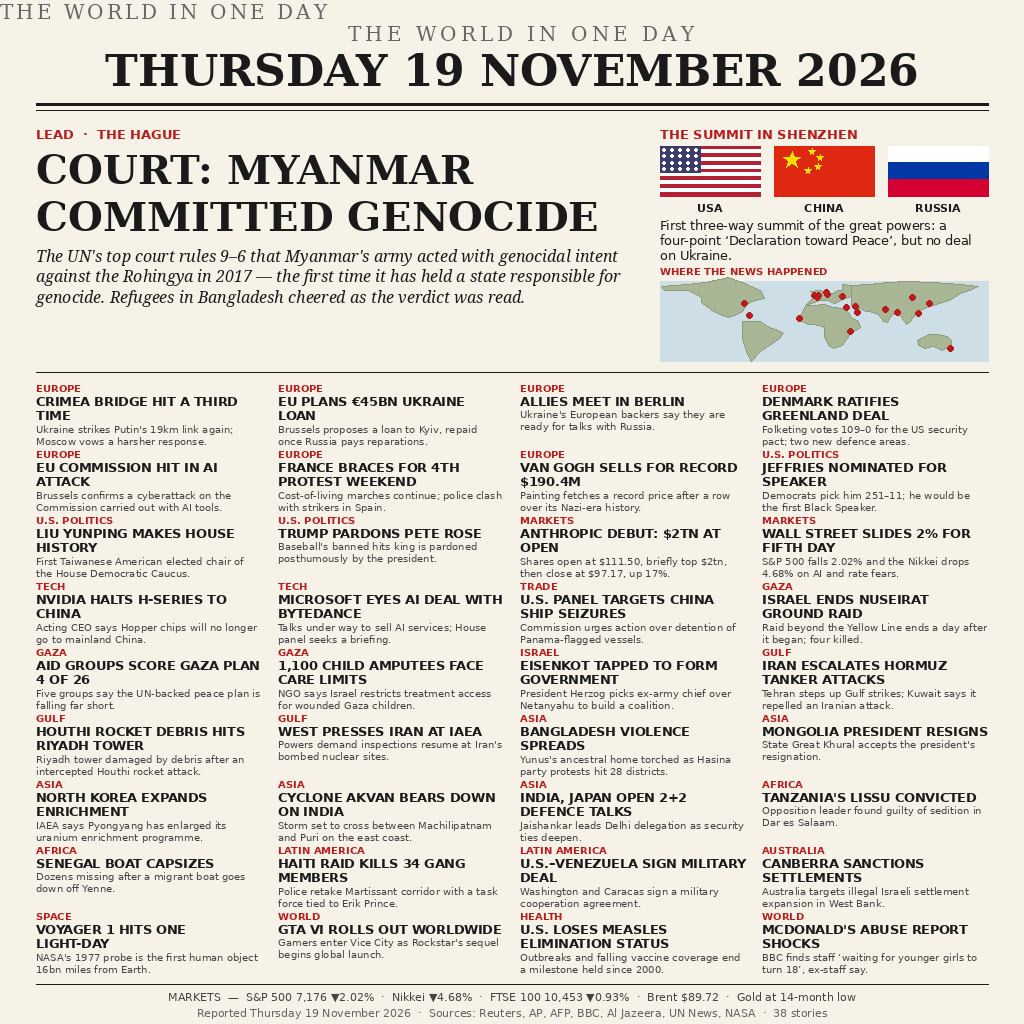 THE WORLD IN ONE DAY
THE WORLD IN ONE DAY
THURSDAY 19 NOVEMBER 2026
LEAD · THE HAGUE
COURT: MYANMAR
COMMITTED GENOCIDE
The UN's top court rules 9–6 that Myanmar's army acted with genocidal intent
against the Rohingya in 2017 — the first time it has held a state responsible for
genocide. Refugees in Bangladesh cheered as the verdict was read.
THE SUMMIT IN SHENZHEN
USA
CHINA
RUSSIA
First three-way summit of the great powers: a
four-point ‘Declaration toward Peace’, but no deal
on Ukraine.
WHERE THE NEWS HAPPENED
EUROPE
CRIMEA BRIDGE HIT A THIRD
TIME
Ukraine strikes Putin's 19km link again;
Moscow vows a harsher response.
EUROPE
EU PLANS €45BN UKRAINE
LOAN
Brussels proposes a loan to Kyiv, repaid
once Russia pays reparations.
EUROPE
ALLIES MEET IN BERLIN
Ukraine's European backers say they are
ready for talks with Russia.
EUROPE
DENMARK RATIFIES
GREENLAND DEAL
Folketing votes 109–0 for the US security
pact; two new defence areas.
EUROPE
EU COMMISSION HIT IN AI
ATTACK
Brussels confirms a cyberattack on the
Commission carried out with AI tools.
EUROPE
FRANCE BRACES FOR 4TH
PROTEST WEEKEND
Cost-of-living marches continue; police clash
with strikers in Spain.
EUROPE
VAN GOGH SELLS FOR RECORD
$190.4M
Painting fetches a record price after a row
over its Nazi-era history.
U.S. POLITICS
JEFFRIES NOMINATED FOR
SPEAKER
Democrats pick him 251–11; he would be
the first Black Speaker.
U.S. POLITICS
LIU YUNPING MAKES HOUSE
HISTORY
First Taiwanese American elected chair of
the House Democratic Caucus.
U.S. POLITICS
TRUMP PARDONS PETE ROSE
Baseball's banned hits king is pardoned
posthumously by the president.
MARKETS
ANTHROPIC DEBUT: $2TN AT
OPEN
Shares open at $111.50, briefly top $2tn,
then close at $97.17, up 17%.
MARKETS
WALL STREET SLIDES 2% FOR
FIFTH DAY
S&P 500 falls 2.02% and the Nikkei drops
4.68% on AI and rate fears.
TECH
NVIDIA HALTS H-SERIES TO
CHINA
Acting CEO says Hopper chips will no longer
go to mainland China.
TECH
MICROSOFT EYES AI DEAL WITH
BYTEDANCE
Talks under way to sell AI services; House
panel seeks a briefing.
TRADE
U.S. PANEL TARGETS CHINA
SHIP SEIZURES
Commission urges action over detention of
Panama-flagged vessels.
GAZA
ISRAEL ENDS NUSEIRAT
GROUND RAID
Raid beyond the Yellow Line ends a day after
it began; four killed.
GAZA
AID GROUPS SCORE GAZA PLAN
4 OF 26
Five groups say the UN-backed peace plan is
falling far short.
GAZA
1,100 CHILD AMPUTEES FACE
CARE LIMITS
NGO says Israel restricts treatment access
for wounded Gaza children.
ISRAEL
EISENKOT TAPPED TO FORM
GOVERNMENT
President Herzog picks ex-army chief over
Netanyahu to build a coalition.
GULF
IRAN ESCALATES HORMUZ
TANKER ATTACKS
Tehran steps up Gulf strikes; Kuwait says it
repelled an Iranian attack.
GULF
HOUTHI ROCKET DEBRIS HITS
RIYADH TOWER
Riyadh tower damaged by debris after an
intercepted Houthi rocket attack.
GULF
WEST PRESSES IRAN AT IAEA
Powers demand inspections resume at Iran's
bombed nuclear sites.
ASIA
BANGLADESH VIOLENCE
SPREADS
Yunus's ancestral home torched as Hasina
party protests hit 28 districts.
ASIA
MONGOLIA PRESIDENT RESIGNS
State Great Khural accepts the president's
resignation.
ASIA
NORTH KOREA EXPANDS
ENRICHMENT
IAEA says Pyongyang has enlarged its
uranium enrichment programme.
ASIA
CYCLONE AKVAN BEARS DOWN
ON INDIA
Storm set to cross between Machilipatnam
and Puri on the east coast.
ASIA
INDIA, JAPAN OPEN 2+2
DEFENCE TALKS
Jaishankar leads Delhi delegation as security
ties deepen.
AFRICA
TANZANIA'S LISSU CONVICTED
Opposition leader found guilty of sedition in
Dar es Salaam.
AFRICA
SENEGAL BOAT CAPSIZES
Dozens missing after a migrant boat goes
down off Yenne.
LATIN AMERICA
HAITI RAID KILLS 34 GANG
MEMBERS
Police retake Martissant corridor with a task
force tied to Erik Prince.
LATIN AMERICA
U.S.–VENEZUELA SIGN MILITARY
DEAL
Washington and Caracas sign a military
cooperation agreement.
AUSTRALIA
CANBERRA SANCTIONS
SETTLEMENTS
Australia targets illegal Israeli settlement
expansion in West Bank.
SPACE
VOYAGER 1 HITS ONE
LIGHT-DAY
NASA's 1977 probe is the first human object
16bn miles from Earth.
WORLD
GTA VI ROLLS OUT WORLDWIDE
Gamers enter Vice City as Rockstar's sequel
begins global launch.
HEALTH
U.S. LOSES MEASLES
ELIMINATION STATUS
Outbreaks and falling vaccine coverage end
a milestone held since 2000.
WORLD
MCDONALD'S ABUSE REPORT
SHOCKS
BBC finds staff ‘waiting for younger girls to
turn 18’, ex-staff say.
MARKETS — S&P 500 7,176 ▼2.02% · Nikkei ▼4.68% · FTSE 100 10,453 ▼0.93% · Brent $89.72 · Gold at 14-month low
Reported Thursday 19 November 2026 · Sources: Reuters, AP, AFP, BBC, Al Jazeera, UN News, NASA · 38 stories